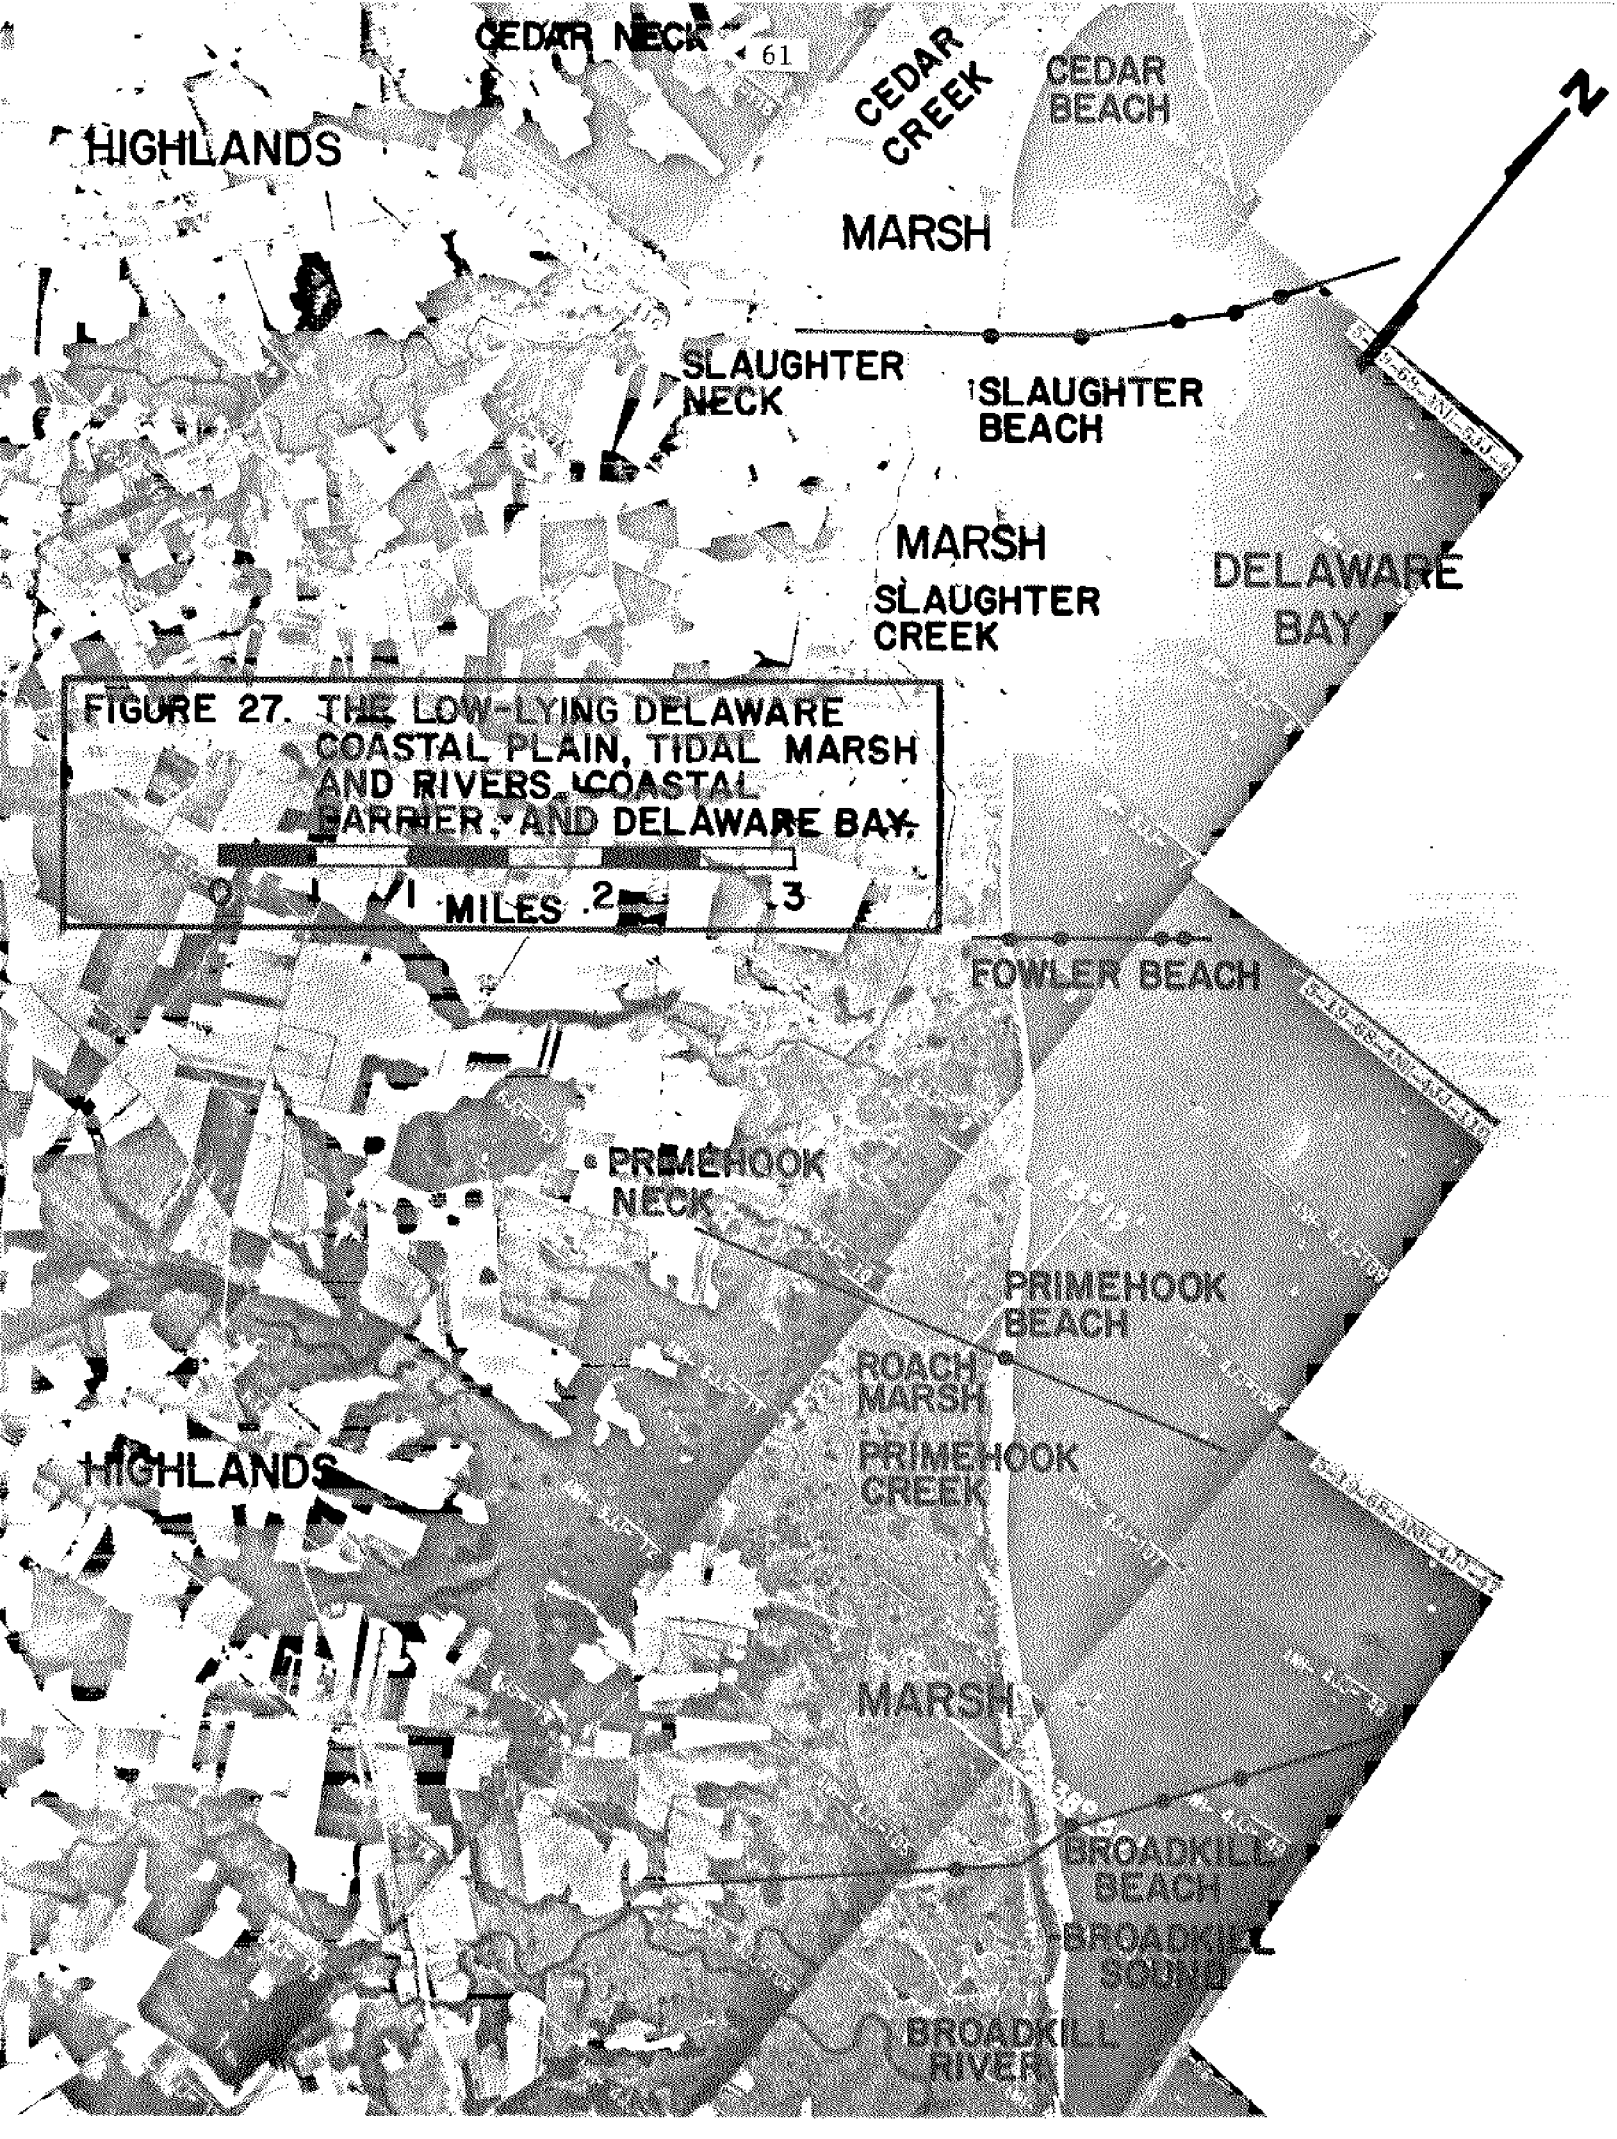 CEDAR NECK
61
CEDAR
CREEK
CEDAR
BEACH
N
HIGHLANDS
MARSH
SLAUGHTER
NECK
SLAUGHTER
BEACH
MARSH
DELAWARE
BAY
SLAUGHTER
CREEK
FIGURE 27. THE LOW-LYING DELAWARE
COASTAL PLAIN, TIDAL MARSH
AND RIVERS, COASTAL
BARRIER, AND DELAWARE BAY.
0 1 2 3
MILES
FOWLER BEACH
PRIMEHOOK
NECK
PRIMEHOOK
BEACH
ROACH
MARSH
PRIMEHOOK
CREEK
HIGHLANDS
MARSH
BROADKILL
BEACH
BROADKILL
SOUND
BROADKILL
RIVER